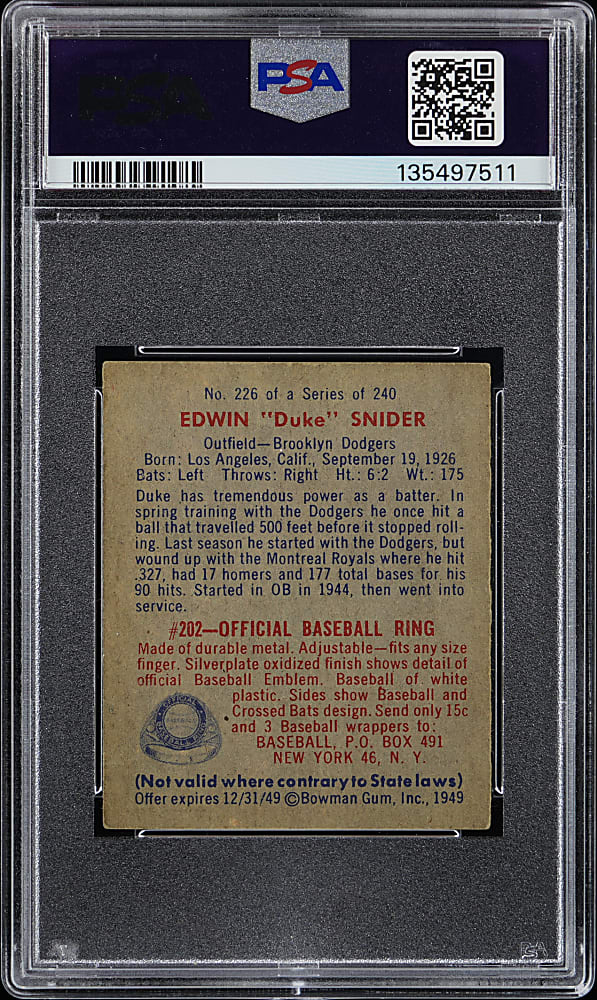 PSA
135497511
No. 226 of a Series of 240
EDWIN "Duke" SNIDER
Outfield—Brooklyn Dodgers
Born: Los Angeles, Calif., September 19, 1926
Bats: Left Throws: Right Ht.: 6:2 Wt.: 175
Duke has tremendous power as a batter. In
spring training with the Dodgers he once hit a
ball that travelled 500 feet before it stopped roll-
ing. Last season he started with the Dodgers, but
wound up with the Montreal Royals where he hit
.327, had 17 homers and 177 total bases for his
90 hits. Started in OB in 1944, then went into
service.
#202—OFFICIAL BASEBALL RING
Made of durable metal. Adjustable—fits any size
finger. Silverplate oxidized finish shows detail of
official Baseball Emblem. Baseball of white
plastic. Sides show Baseball and
Crossed Bats design. Send only 15c
and 3 Baseball wrappers to:
BASEBALL, P.O. BOX 491
NEW YORK 46, N. Y.
(Not valid where contrary to State laws)
Offer expires 12/31/49 ©Bowman Gum, Inc., 1949
PSA